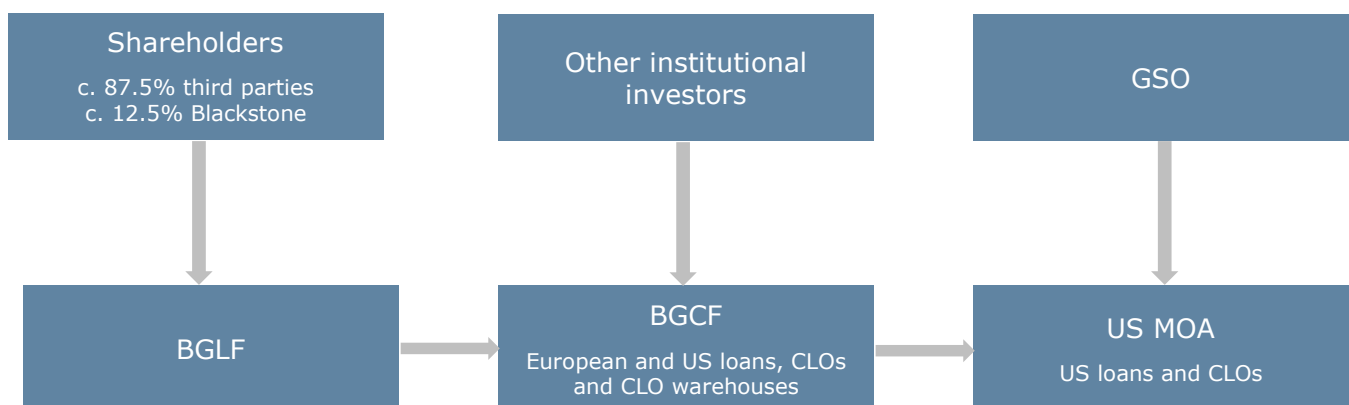 Shareholders
c. 87.5% third parties
c. 12.5% Blackstone
Other institutional
investors
GSO
BGLF
BGCF
European and US loans, CLOs
and CLO warehouses
US MOA
US loans and CLOs